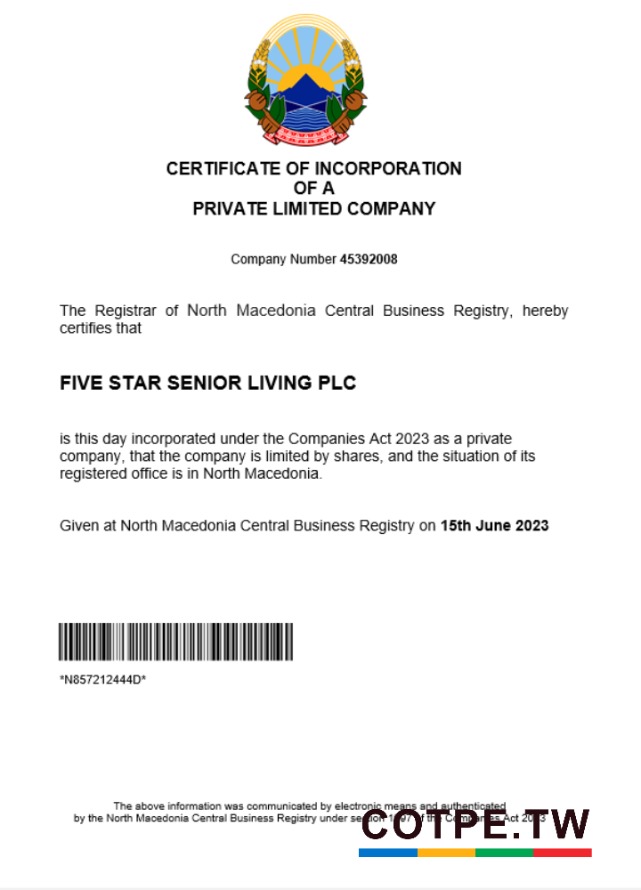 CERTIFICATE OF INCORPORATION
OF A
PRIVATE LIMITED COMPANY
Company Number 45392008
The Registrar of North Macedonia Central Business Registry, hereby
certifies that
FIVE STAR SENIOR LIVING PLC
is this day incorporated under the Companies Act 2023 as a private
company, that the company is limited by shares, and the situation of its
registered office is in North Macedonia.
Given at North Macedonia Central Business Registry on 15th June 2023
*N857212444D*
The above information was communicated by electronic means and authenticated
by the North Macedonia Central Business Registry under section of the Companies Act 2023
COTPE.TW